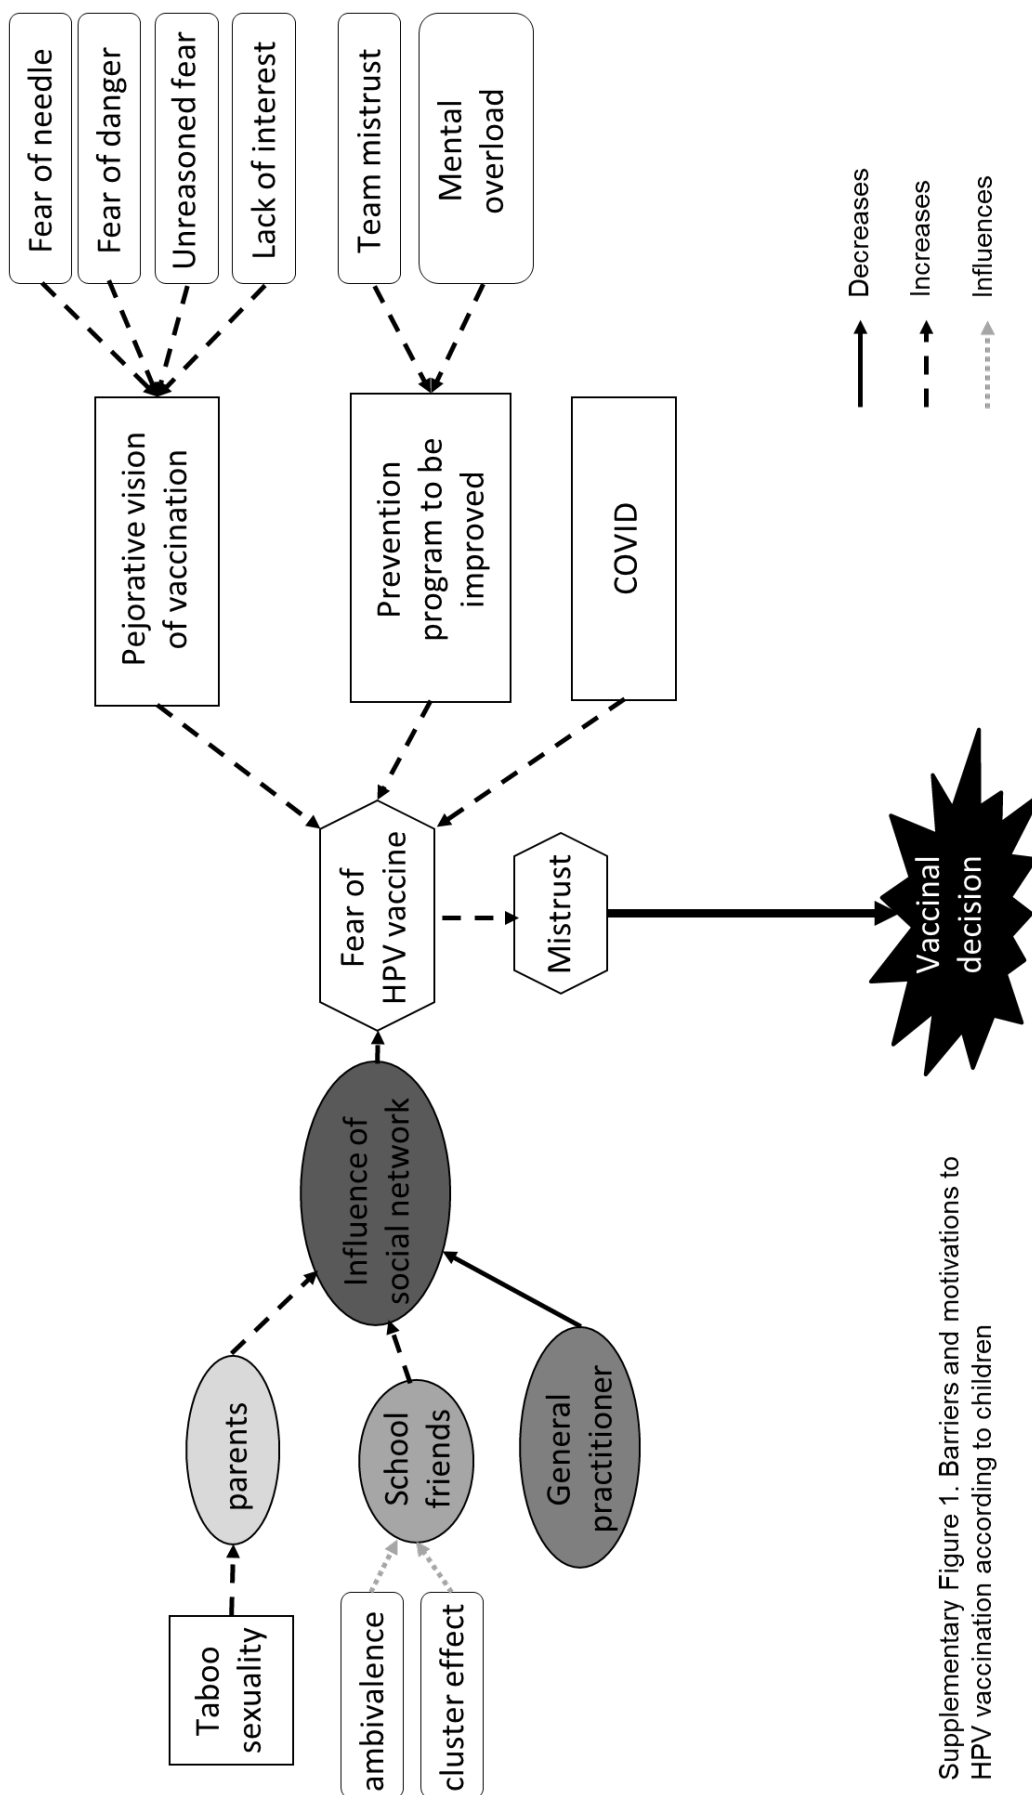 Taboo
sexuality
ambivalence
cluster effect
parents
School
friends
General
practitioner
Influence of
social network
Fear of
HPV vaccine
Mistrust
Vaccinal
decision
Pejorative vision
of vaccination
Prevention
program to be
improved
COVID
Fear of needle
Fear of danger
Unreasoned fear
Lack of interest
Team mistrust
Mental
overload
Decreases
Increases
Influences
Supplementary Figure 1. Barriers and motivations to
HPV vaccination according to children